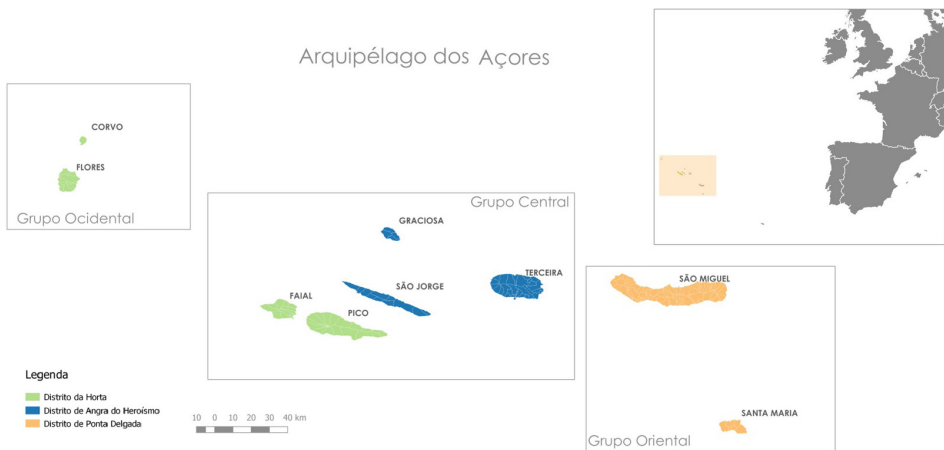 Arquipélago dos Açores
CORVO
FLORES
Grupo Ocidental
Grupo Central
GRACIOSA
TERCEIRA
SÃO JORGE
FAIAL
PICO
SÃO MIGUEL
SANTA MARIA
Grupo Oriental
Legenda
Distrito da Horta
Distrito de Angra do Heroísmo
Distrito de Ponta Delgada
10 0 10 20 30 40 km